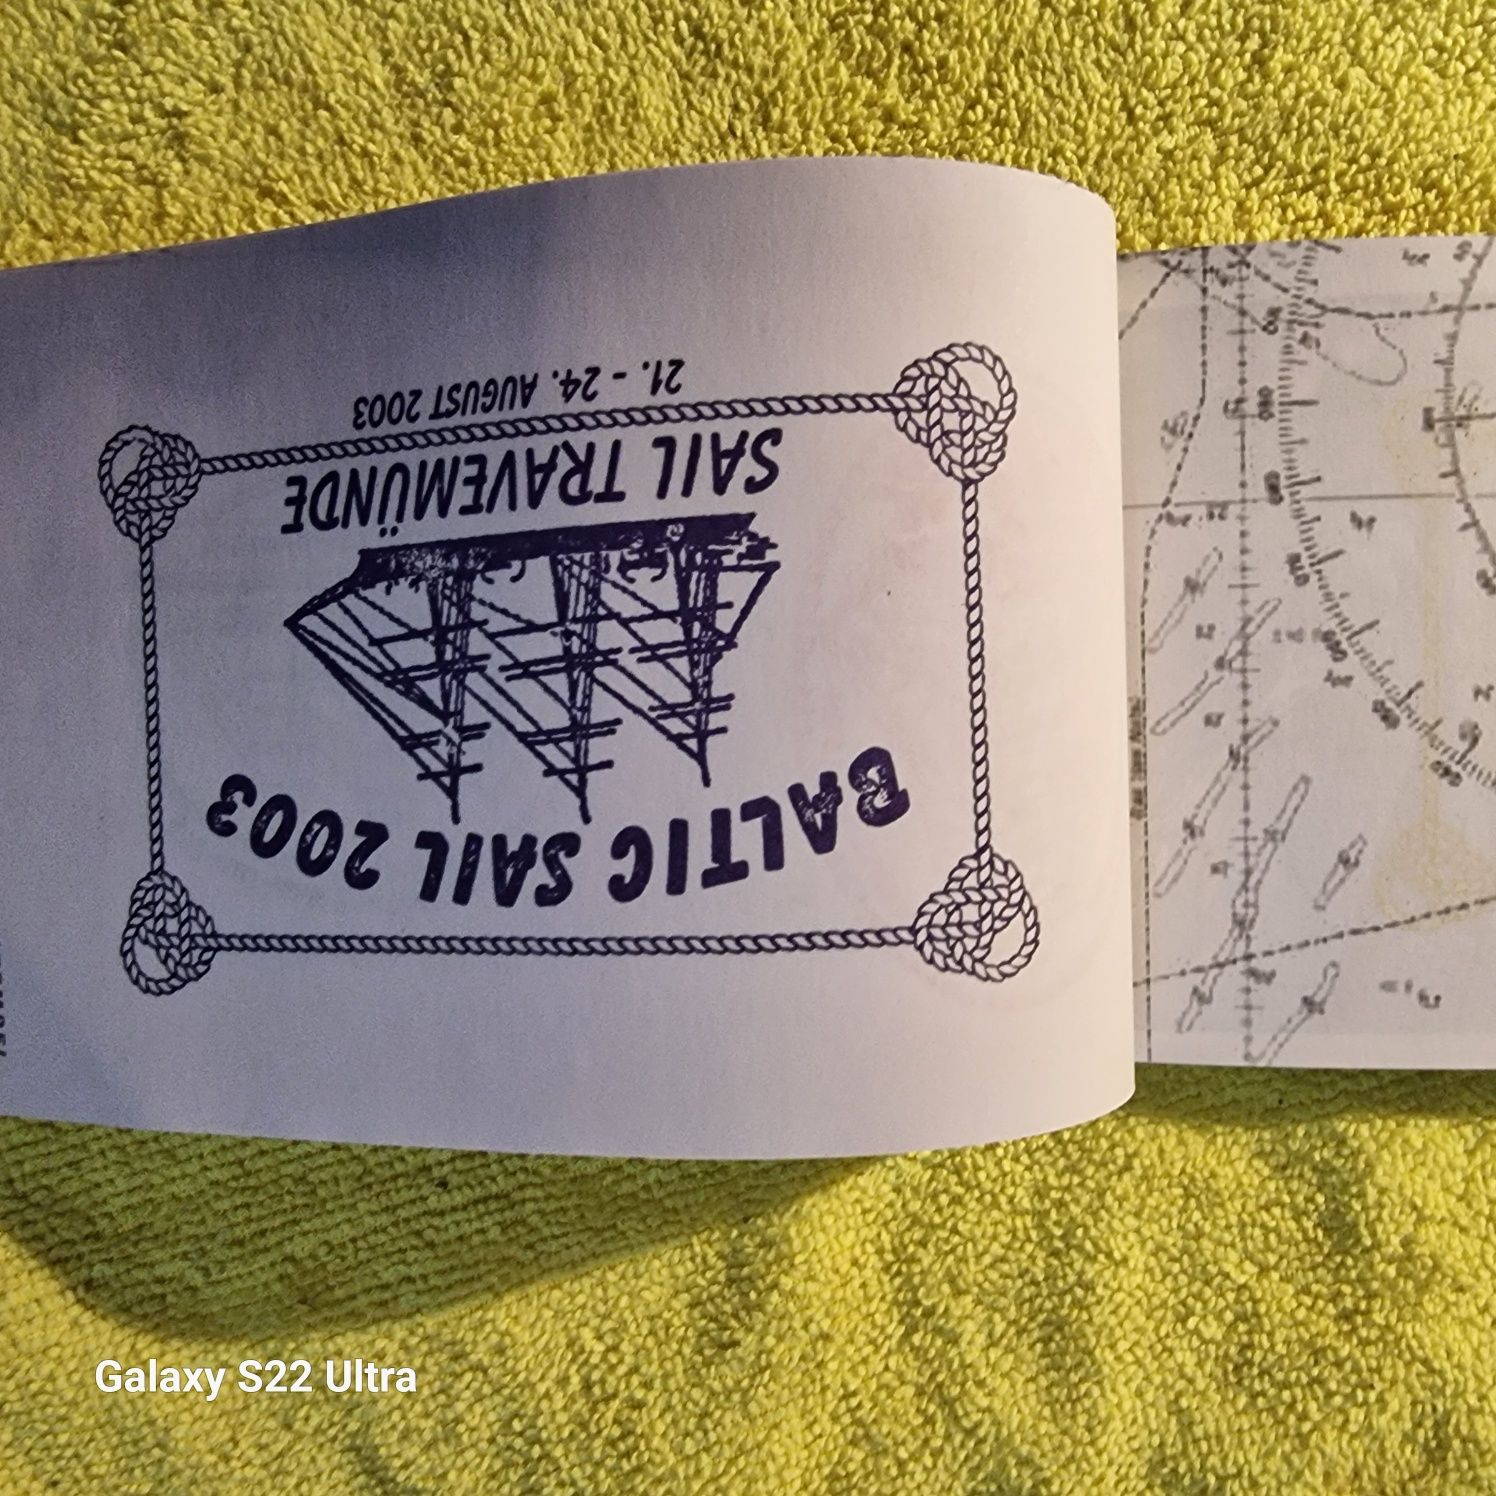 BALTIC SAIL 2003
SAIL TRAVEMÜNDE
21. - 24. AUGUST 2003
Galaxy S22 Ultra